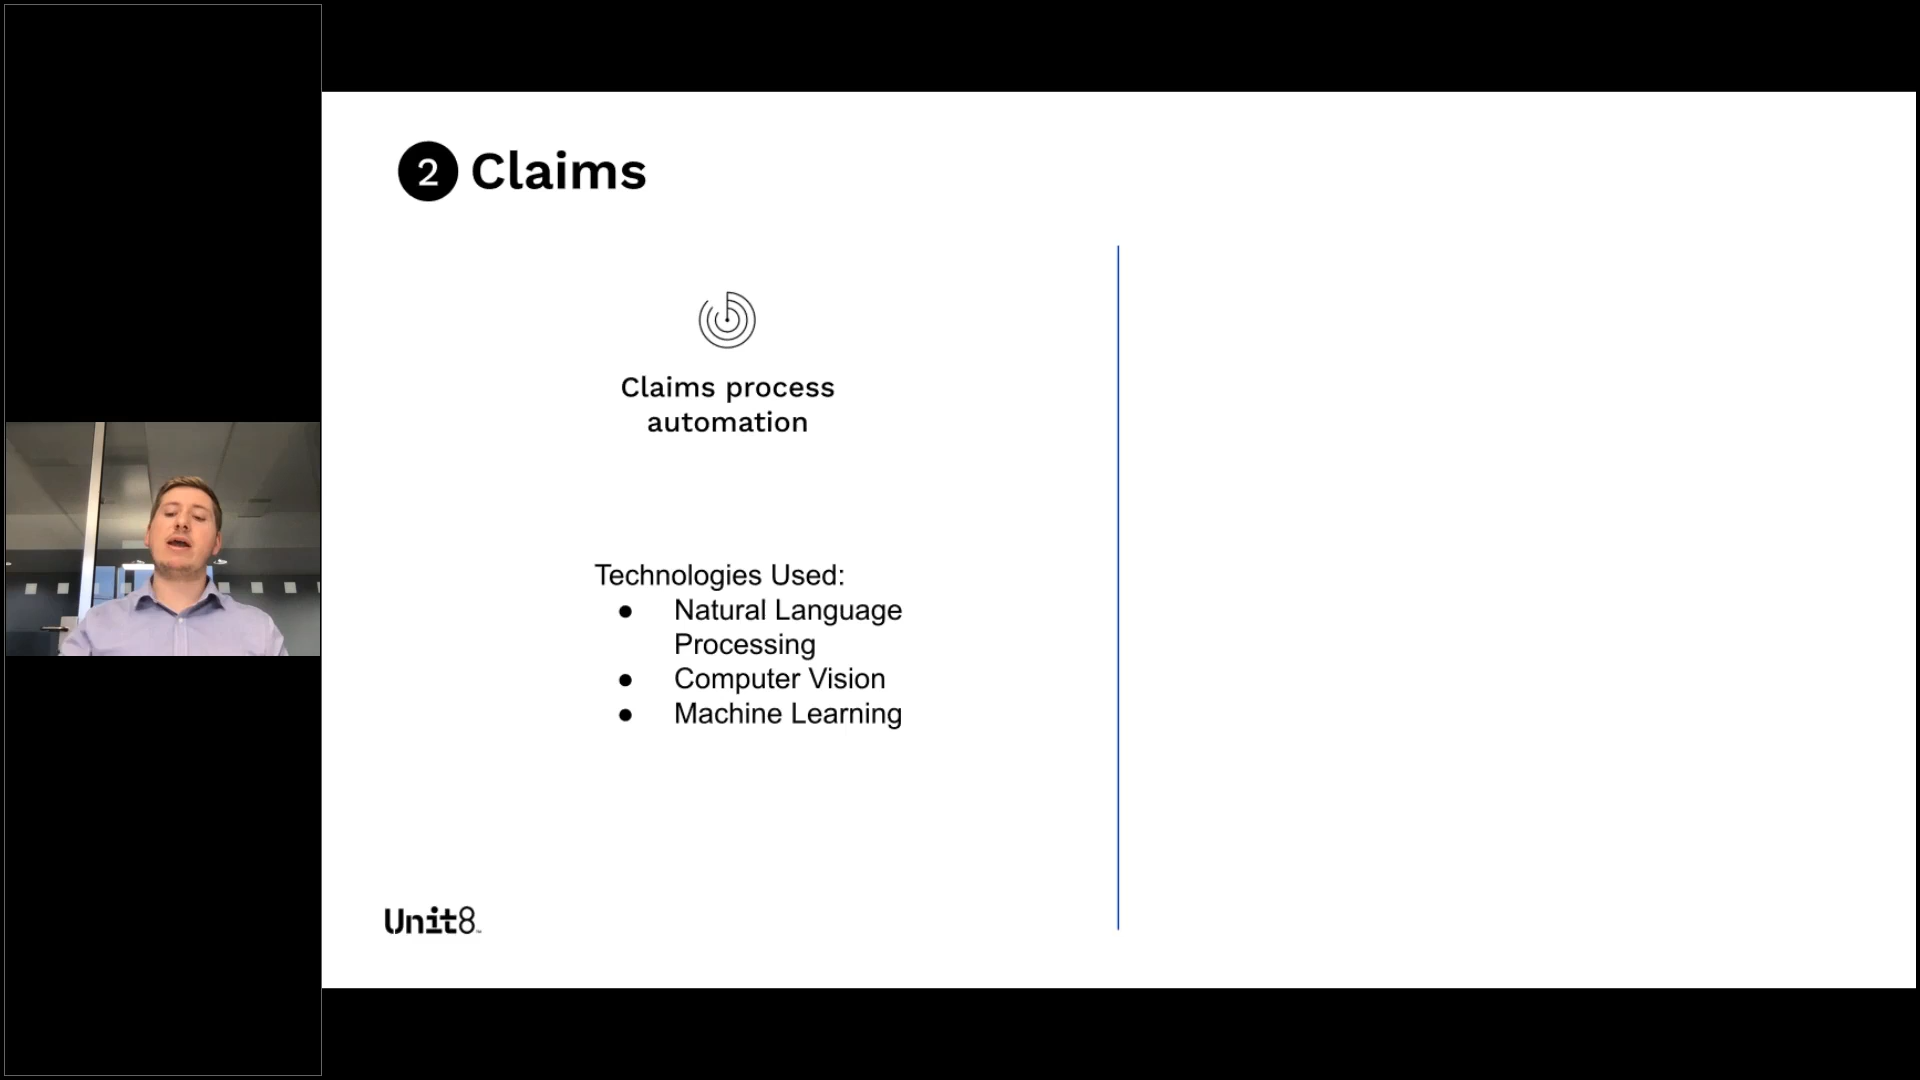 2 Claims
Claims process
automation
Technologies Used:
● Natural Language
Processing
● Computer Vision
● Machine Learning
Unit8